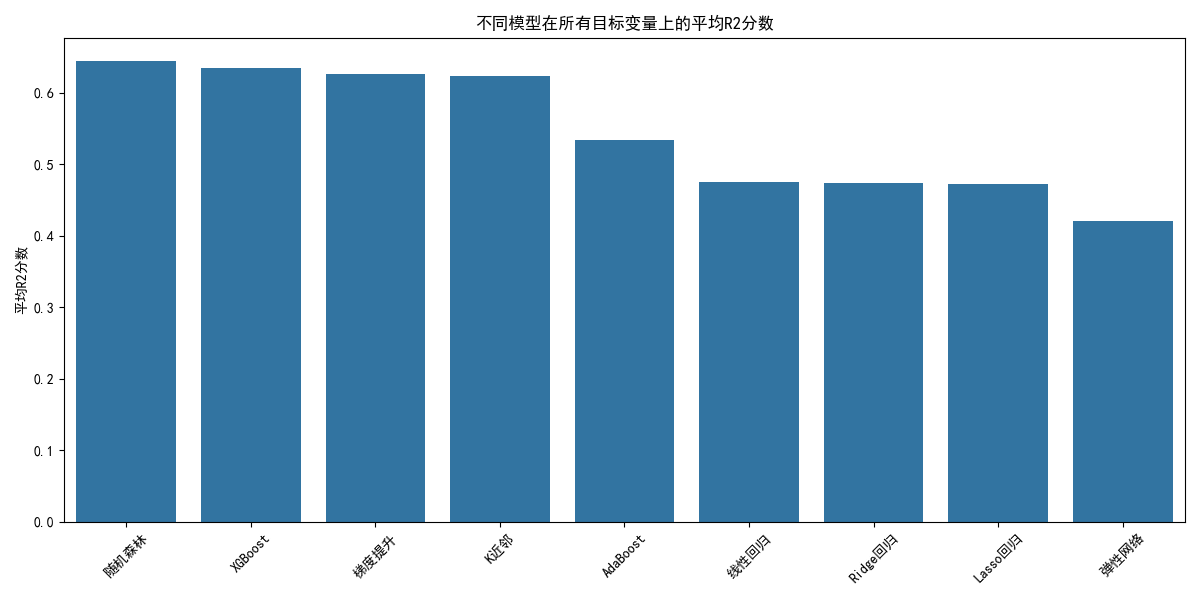 不同模型在所有目标变量上的平均R2分数
平均R2分数
0.6
0.5
0.4
0.3
0.2
0.1
0.0
随机森林
XGBoost
梯度提升
K近邻
AdaBoost
线性回归
Ridge回归
Lasso回归
弹性网络